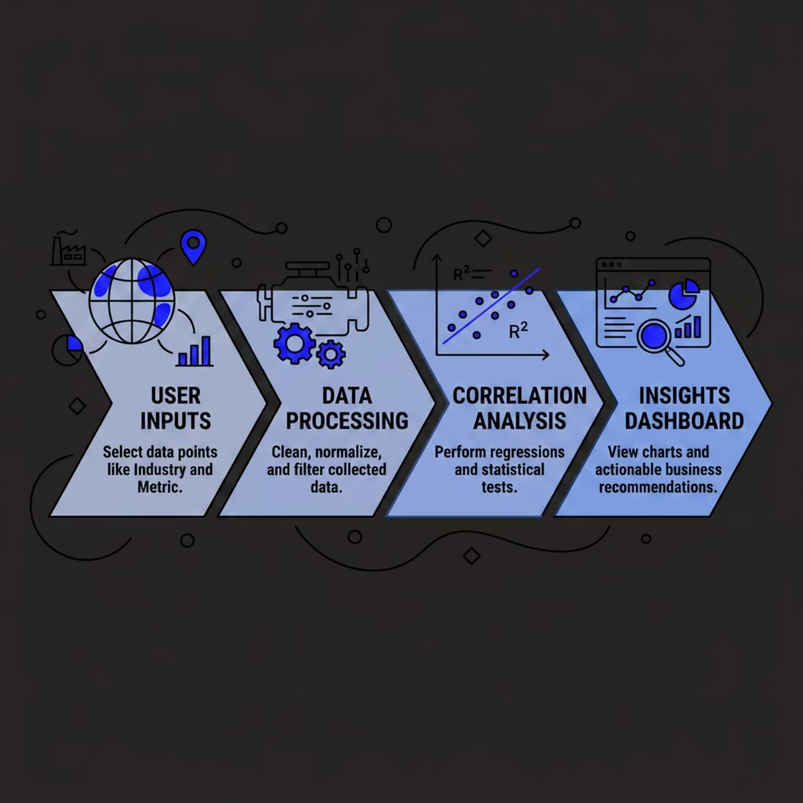 R²=
R²
USER
INPUTS
Select data points
like Industry and
Metric.
DATA
PROCESSING
Clean, normalize,
and filter collected
data.
CORRELATION
ANALYSIS
Perform regressions
and statistical
tests.
INSIGHTS
DASHBOARD
View charts and
actionable business
recommendations.